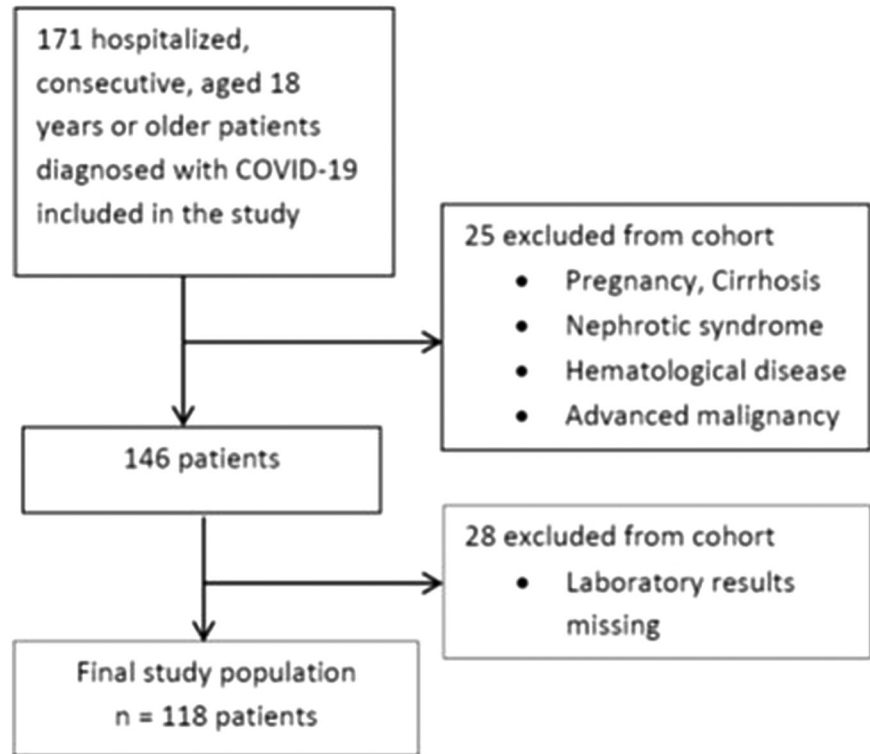 171 hospitalized,
consecutive, aged 18
years or older patients
diagnosed with COVID-19
included in the study
25 excluded from cohort
• Pregnancy, Cirrhosis
• Nephrotic syndrome
• Hematological disease
• Advanced malignancy
146 patients
28 excluded from cohort
• Laboratory results
missing
Final study population
n = 118 patients